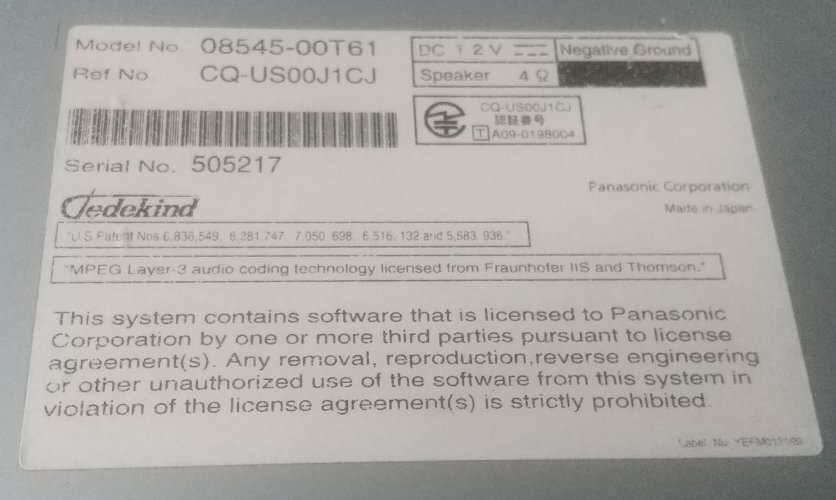 Model No. 08545-00T61
Ref.No. CQ-US00J1CJ
DC 12V Negative Ground
Speaker 4 Ω
CQ-US00J1CJ
認証番号
T A09-0198004
Serial No. 505217
Panasonic Corporation
Made in Japan
Gedekind
"U.S. Patent Nos.6,836,549, 6,381,747, 7,050,698, 6,516,132 and 5,583,936."
"MPEG Layer-3 audio coding technology licensed from Fraunhofer IIS and Thomson."
This system contains software that is licensed to Panasonic
Corporation by one or more third parties pursuant to license
agreement(s). Any removal, reproduction,reverse engineering
or other unauthorized use of the software from this system in
violation of the license agreement(s) is strictly prohibited.
Label No.